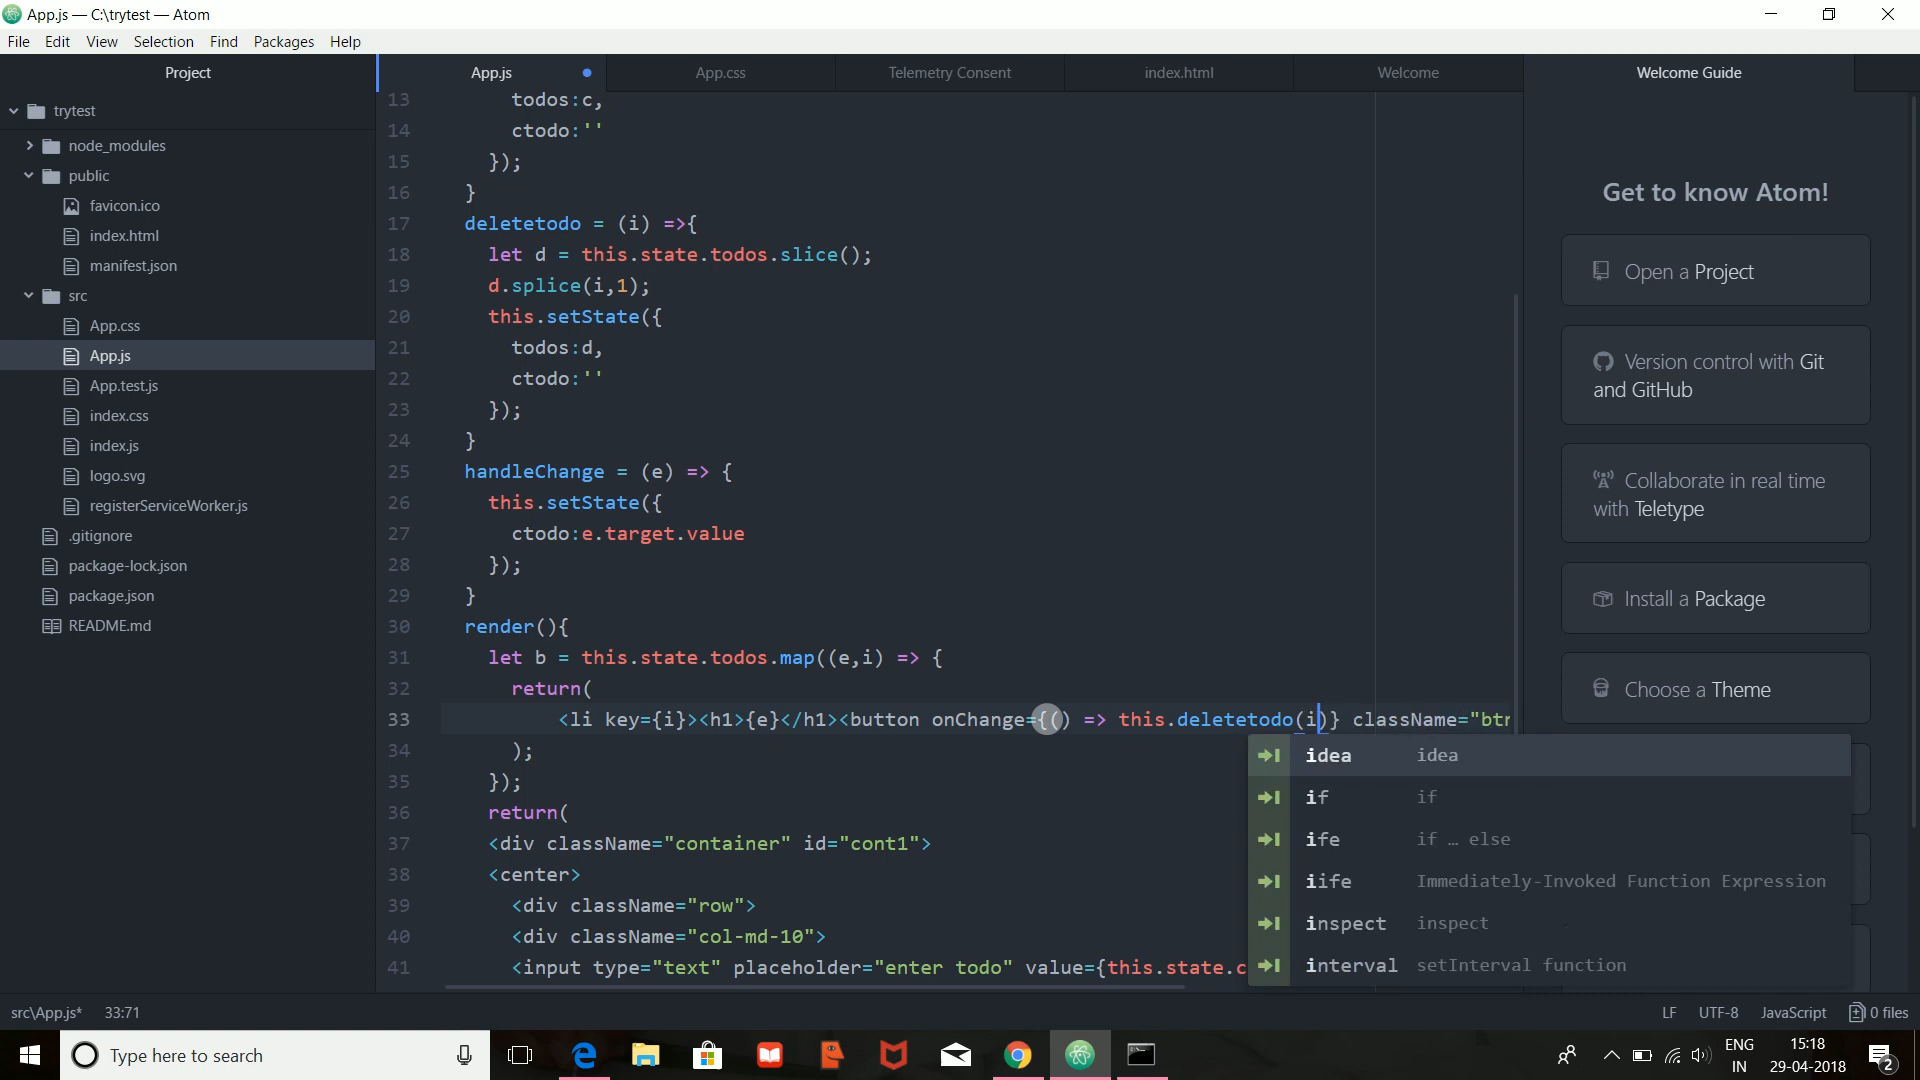 App.js — C:\trytest — Atom
File Edit View Selection Find Packages Help
Project
App.js
App.css
Telemetry Consent
index.html
Welcome
Welcome Guide
trytest
node_modules
public
favicon.ico
index.html
manifest.json
src
App.css
App.js
App.test.js
index.css
index.js
logo.svg
registerServiceWorker.js
.gitignore
package-lock.json
package.json
README.md
13 todos:c,
14 ctodo:''
15 });
16 }
17 deletetodo = (i) =>{
18 let d = this.state.todos.slice();
19 d.splice(i,1);
20 this.setState({
21 todos:d,
22 ctodo:''
23 });
24 }
25 handleChange = (e) => {
26 this.setState({
27 ctodo:e.target.value
28 });
29 }
30 render(){
31 let b = this.state.todos.map((e,i) => {
32 return(
33 <li key={i}><h1>{e}</h1><button onChange={() => this.deletetodo(i)} className="btn
34 );
35 });
36 return(
37 <div className="container" id="cont1">
38 <center>
39 <div className="row">
40 <div className="col-md-10">
41 <input type="text" placeholder="enter todo" value={this.state.c
idea idea
if if
ife if … else
iife Immediately-Invoked Function Expression
inspect inspect
interval setInterval function
Get to know Atom!
Open a Project
Version control with Git
and GitHub
Collaborate in real time
with Teletype
Install a Package
Choose a Theme
src\App.js* 33:71
LF UTF-8 JavaScript 0 files
Type here to search
ENG
IN
15:18
29-04-2018
2